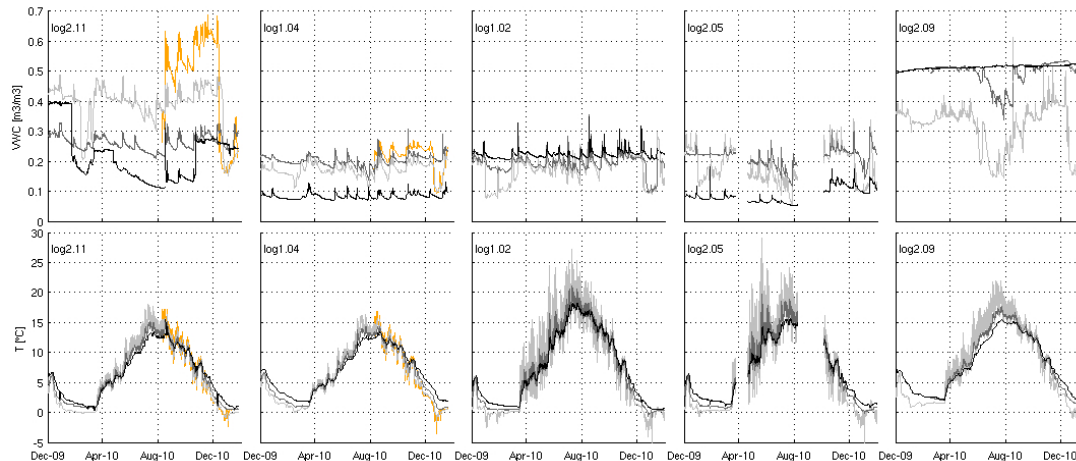 0.7
0.6
0.5
0.4
0.3
0.2
0.1
0
VWC [m3/m3]
log2.11
log1.04
log1.02
log2.05
log2.09
30
25
20
15
10
5
0
-5
T [ºC]
log2.11
log1.04
log1.02
log2.05
log2.09
Dec-09 Apr-10 Aug-10 Dec-10 Dec-09 Apr-10 Aug-10 Dec-10 Dec-09 Apr-10 Aug-10 Dec-10 Dec-09 Apr-10 Aug-10 Dec-10 Dec-09 Apr-10 Aug-10 Dec-10